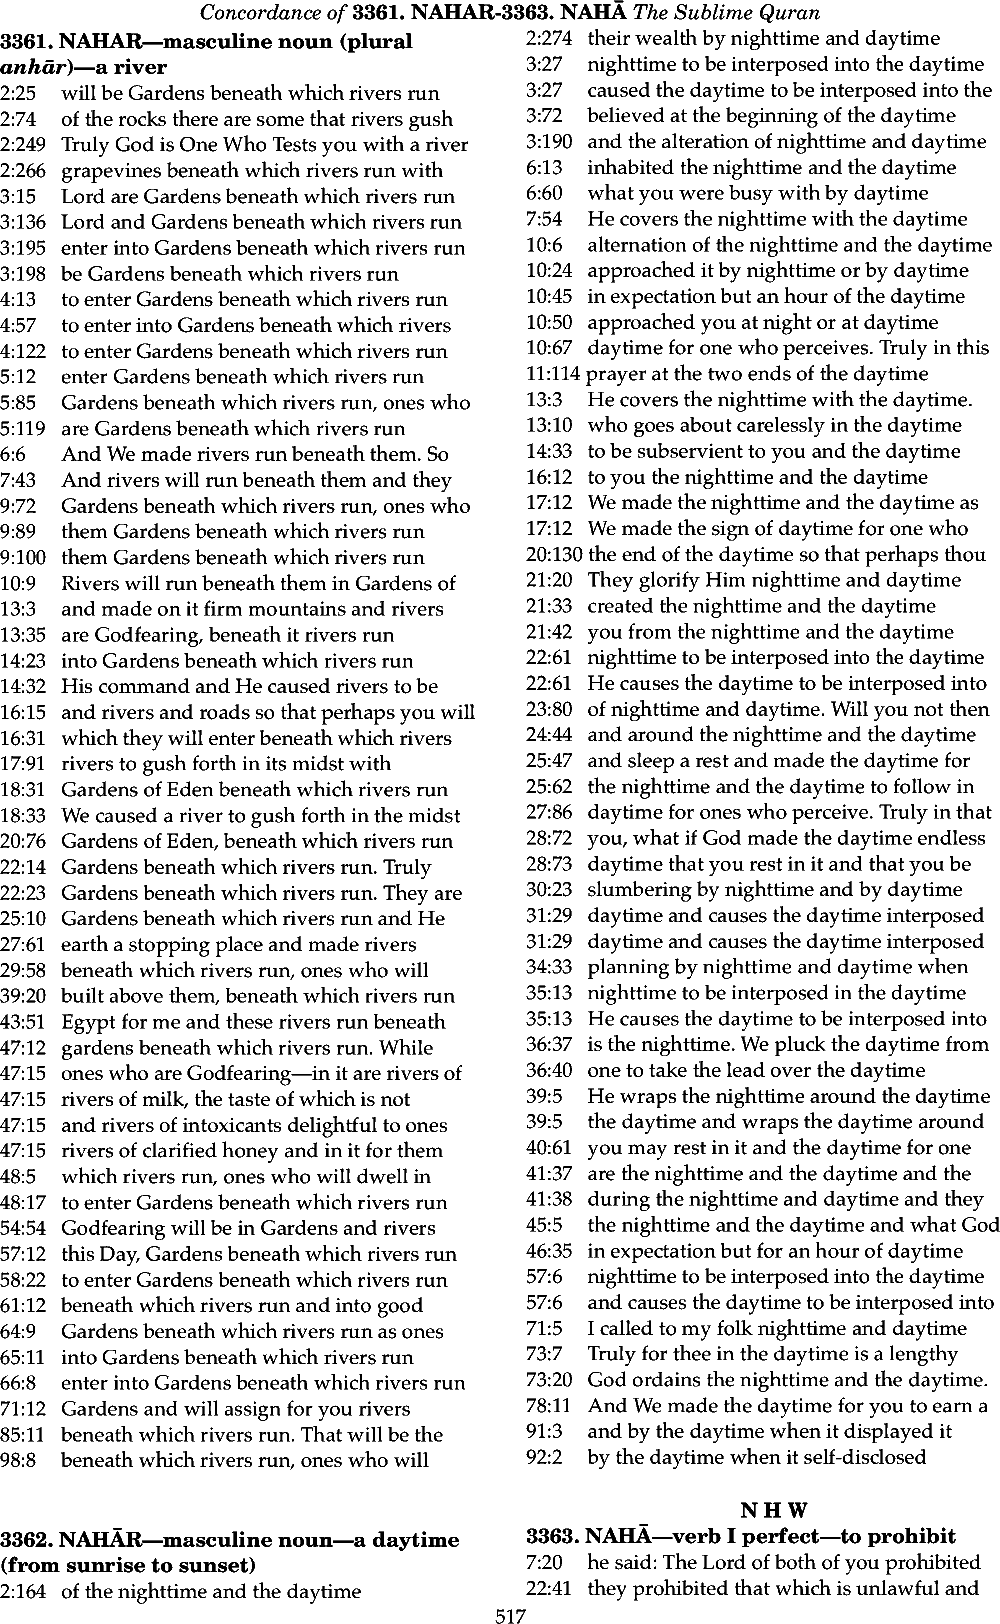 Concordance of 3361. NAHAR-3363. NAHĀ The Sublime Quran
3361. NAHAR—masculine noun (plural
anhār)—a river
2:25 will be Gardens beneath which rivers run
2:74 of the rocks there are some that rivers gush
2:249 Truly God is One Who Tests you with a river
2:266 grapevines beneath which rivers run with
3:15 Lord are Gardens beneath which rivers run
3:136 Lord and Gardens beneath which rivers run
3:195 enter into Gardens beneath which rivers run
3:198 be Gardens beneath which rivers run
4:13 to enter Gardens beneath which rivers run
4:57 to enter into Gardens beneath which rivers
4:122 to enter Gardens beneath which rivers run
5:12 enter Gardens beneath which rivers run
5:85 Gardens beneath which rivers run, ones who
5:119 are Gardens beneath which rivers run
6:6 And We made rivers run beneath them. So
7:43 And rivers will run beneath them and they
9:72 Gardens beneath which rivers run, ones who
9:89 them Gardens beneath which rivers run
9:100 them Gardens beneath which rivers run
10:9 Rivers will run beneath them in Gardens of
13:3 and made on it firm mountains and rivers
13:35 are Godfearing, beneath it rivers run
14:23 into Gardens beneath which rivers run
14:32 His command and He caused rivers to be
16:15 and rivers and roads so that perhaps you will
16:31 which they will enter beneath which rivers
17:91 rivers to gush forth in its midst with
18:31 Gardens of Eden beneath which rivers run
18:33 We caused a river to gush forth in the midst
20:76 Gardens of Eden, beneath which rivers run
22:14 Gardens beneath which rivers run. Truly
22:23 Gardens beneath which rivers run. They are
25:10 Gardens beneath which rivers run and He
27:61 earth a stopping place and made rivers
29:58 beneath which rivers run, ones who will
39:20 built above them, beneath which rivers run
43:51 Egypt for me and these rivers run beneath
47:12 gardens beneath which rivers run. While
47:15 ones who are Godfearing—in it are rivers of
47:15 rivers of milk, the taste of which is not
47:15 and rivers of intoxicants delightful to ones
47:15 rivers of clarified honey and in it for them
48:5 which rivers run, ones who will dwell in
48:17 to enter Gardens beneath which rivers run
54:54 Godfearing will be in Gardens and rivers
57:12 this Day, Gardens beneath which rivers run
58:22 to enter Gardens beneath which rivers run
61:12 beneath which rivers run and into good
64:9 Gardens beneath which rivers run as ones
65:11 into Gardens beneath which rivers run
66:8 enter into Gardens beneath which rivers run
71:12 Gardens and will assign for you rivers
85:11 beneath which rivers run. That will be the
98:8 beneath which rivers run, ones who will
3362. NAHĀR—masculine noun—a daytime
(from sunrise to sunset)
2:164 of the nighttime and the daytime
2:274 their wealth by nighttime and daytime
3:27 nighttime to be interposed into the daytime
3:27 caused the daytime to be interposed into the
3:72 believed at the beginning of the daytime
3:190 and the alteration of nighttime and daytime
6:13 inhabited the nighttime and the daytime
6:60 what you were busy with by daytime
7:54 He covers the nighttime with the daytime
10:6 alternation of the nighttime and the daytime
10:24 approached it by nighttime or by daytime
10:45 in expectation but an hour of the daytime
10:50 approached you at night or at daytime
10:67 daytime for one who perceives. Truly in this
11:114 prayer at the two ends of the daytime
13:3 He covers the nighttime with the daytime.
13:10 who goes about carelessly in the daytime
14:33 to be subservient to you and the daytime
16:12 to you the nighttime and the daytime
17:12 We made the nighttime and the daytime as
17:12 We made the sign of daytime for one who
20:130 the end of the daytime so that perhaps thou
21:20 They glorify Him nighttime and daytime
21:33 created the nighttime and the daytime
21:42 you from the nighttime and the daytime
22:61 nighttime to be interposed into the daytime
22:61 He causes the daytime to be interposed into
23:80 of nighttime and daytime. Will you not then
24:44 and around the nighttime and the daytime
25:47 and sleep a rest and made the daytime for
25:62 the nighttime and the daytime to follow in
27:86 daytime for ones who perceive. Truly in that
28:72 you, what if God made the daytime endless
28:73 daytime that you rest in it and that you be
30:23 slumbering by nighttime and by daytime
31:29 daytime and causes the daytime interposed
31:29 daytime and causes the daytime interposed
34:33 planning by nighttime and daytime when
35:13 nighttime to be interposed in the daytime
35:13 He causes the daytime to be interposed into
36:37 is the nighttime. We pluck the daytime from
36:40 one to take the lead over the daytime
39:5 He wraps the nighttime around the daytime
39:5 the daytime and wraps the daytime around
40:61 you may rest in it and the daytime for one
41:37 are the nighttime and the daytime and the
41:38 during the nighttime and daytime and they
45:5 the nighttime and the daytime and what God
46:35 in expectation but for an hour of daytime
57:6 nighttime to be interposed into the daytime
57:6 and causes the daytime to be interposed into
71:5 I called to my folk nighttime and daytime
73:7 Truly for thee in the daytime is a lengthy
73:20 God ordains the nighttime and the daytime.
78:11 And We made the daytime for you to earn a
91:3 and by the daytime when it displayed it
92:2 by the daytime when it self-disclosed
N H W
3363. NAHĀ—verb I perfect—to prohibit
7:20 he said: The Lord of both of you prohibited
22:41 they prohibited that which is unlawful and
517